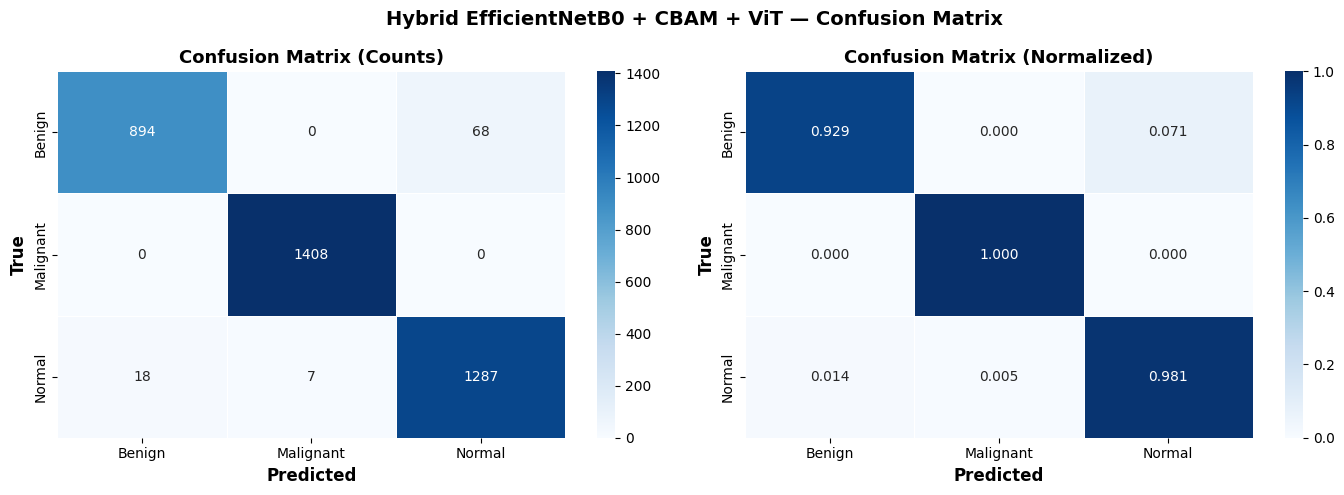 Hybrid EfficientNetB0 + CBAM + ViT — Confusion Matrix
Confusion Matrix (Counts)
True
Benign
Malignant
Normal
894 0 68
0 1408 0
18 7 1287
Benign Malignant Normal
Predicted
1400
1200
1000
800
600
400
200
0
Confusion Matrix (Normalized)
True
Benign
Malignant
Normal
0.929 0.000 0.071
0.000 1.000 0.000
0.014 0.005 0.981
Benign Malignant Normal
Predicted
1.0
0.8
0.6
0.4
0.2
0.0